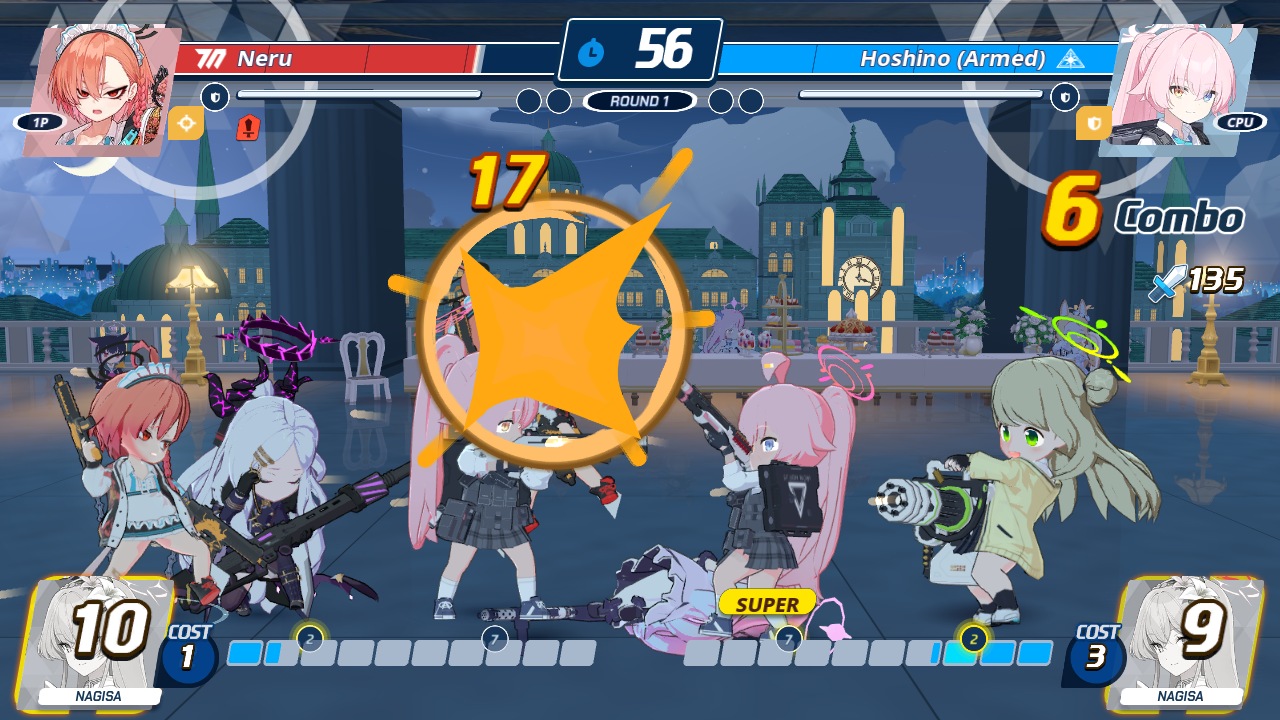 Neru
56
Hoshino (Armed)
1P
ROUND 1
CPU
17
6 Combo
135
SUPER
10
COST
1
2
7
7
2
COST
3
9
NAGISA
NAGISA